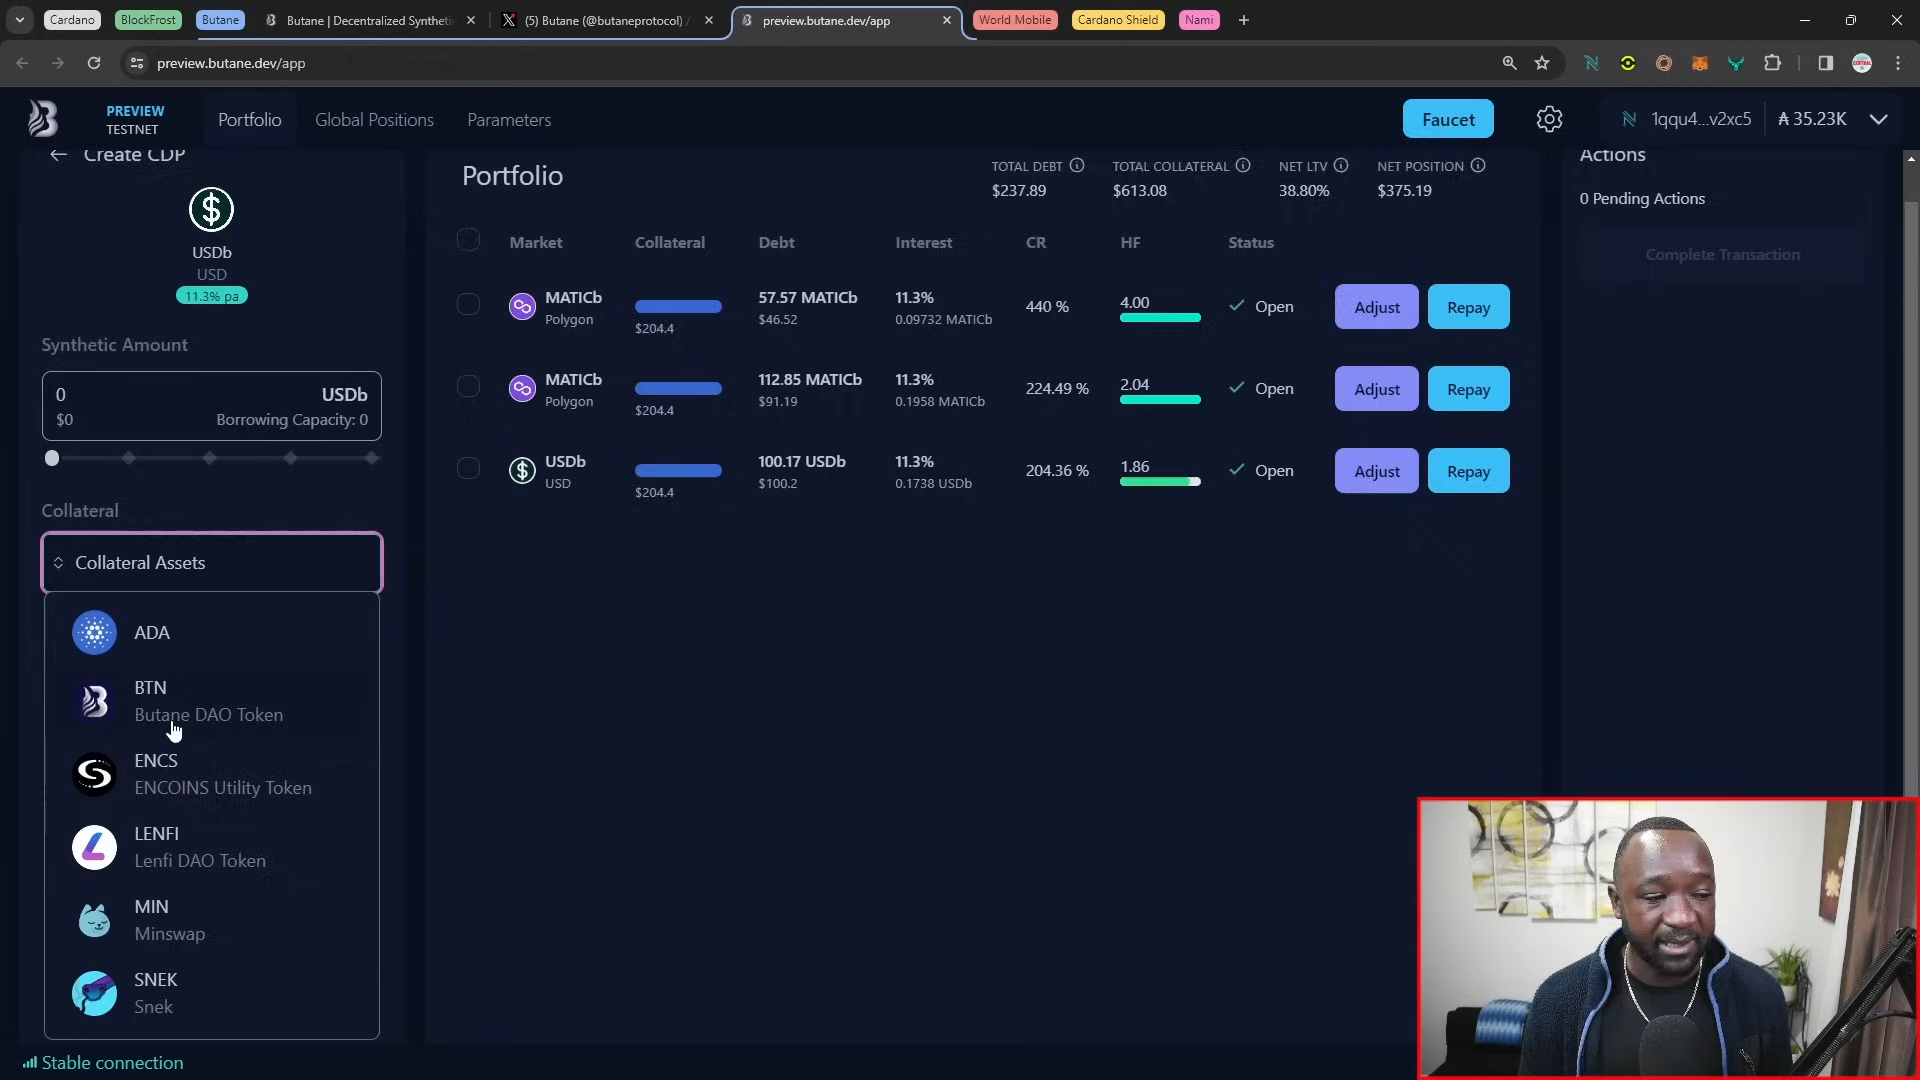 Cardano
BlockFrost
Butane
Butane | Decentralized Syntheti
(5) Butane (@butaneprotocol) /
preview.butane.dev/app
World Mobile
Cardano Shield
Nami
preview.butane.dev/app
PREVIEW
TESTNET
Portfolio
Global Positions
Parameters
Faucet
1qqu4...v2xc5
₳ 35.23K
Create CDP
USDb
USD
11.3% pa
Synthetic Amount
0 USDb
$0 Borrowing Capacity: 0
Collateral
Collateral Assets
ADA
BTN
Butane DAO Token
ENCS
ENCOINS Utility Token
LENFI
Lenfi DAO Token
MIN
Minswap
SNEK
Snek
Stable connection
Portfolio
TOTAL DEBT
$237.89
TOTAL COLLATERAL
$613.08
NET LTV
38.80%
NET POSITION
$375.19
Market Collateral Debt Interest CR HF Status
MATICb 57.57 MATICb 11.3% 440 % 4.00 Open Adjust Repay
Polygon $204.4 $46.52 0.09732 MATICb
MATICb 112.85 MATICb 11.3% 224.49 % 2.04 Open Adjust Repay
Polygon $204.4 $91.19 0.1958 MATICb
USDb 100.17 USDb 11.3% 204.36 % 1.86 Open Adjust Repay
USD $204.4 $100.2 0.1738 USDb
Actions
0 Pending Actions
Complete Transaction